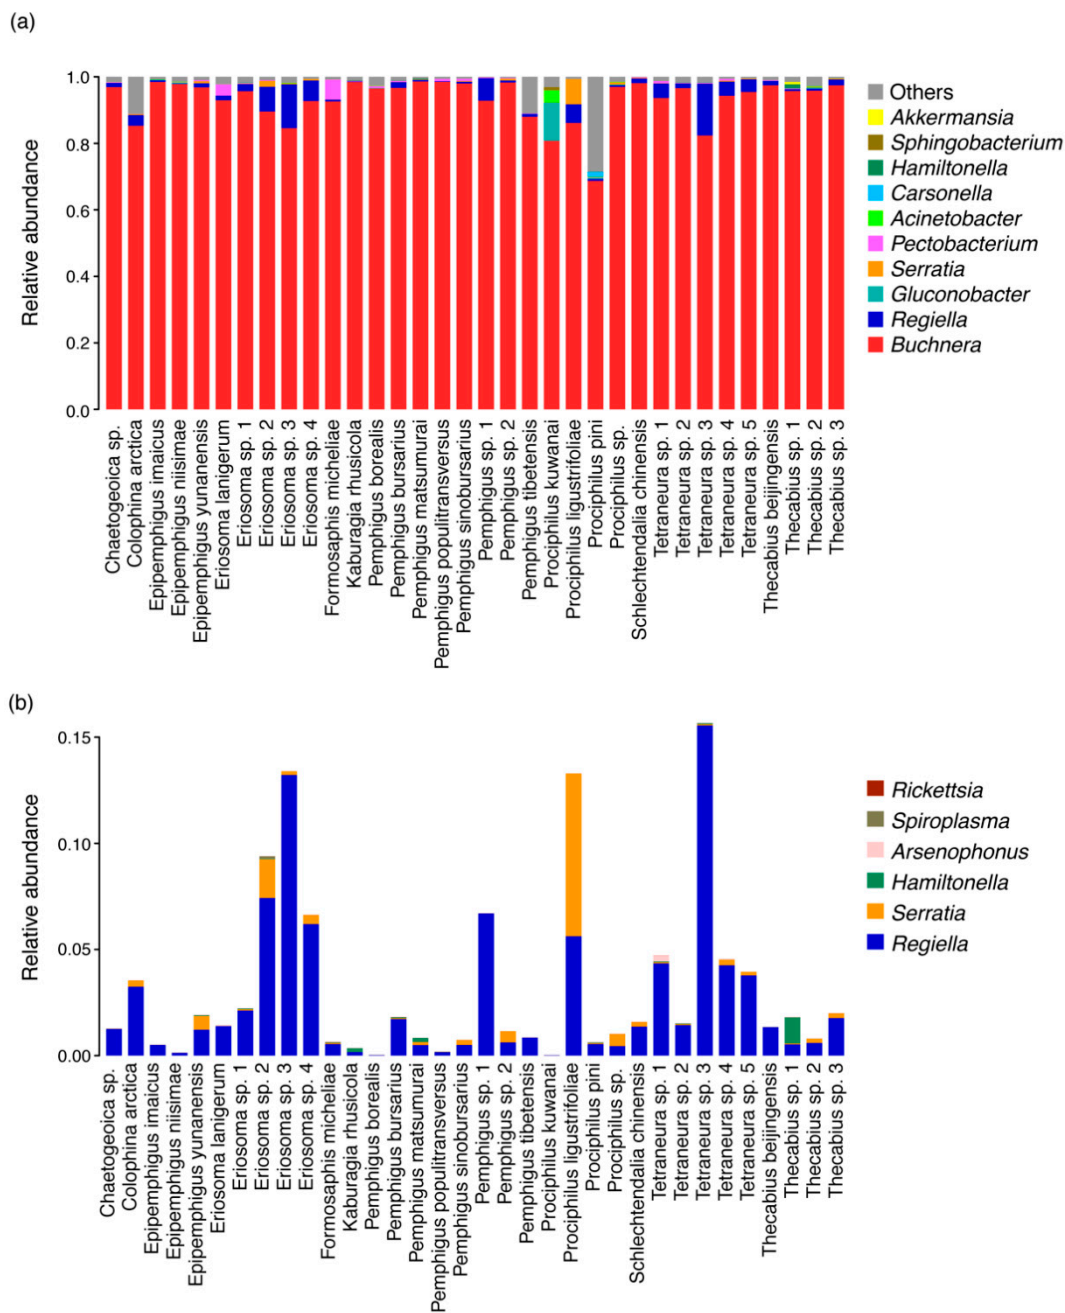 (a)
1.0
0.8
0.6
0.4
0.2
0.0
Relative abundance
Others
Akkermansia
Sphingobacterium
Hamiltonella
Carsonella
Acinetobacter
Pectobacterium
Serratia
Gluconobacter
Regiella
Buchnera
Chaetogeoica sp.
Colophina arctica
Epipemphigus imaicus
Epipemphigus niisimae
Epipemphigus yunanensis
Eriosoma lanigerum
Eriosoma sp. 1
Eriosoma sp. 2
Eriosoma sp. 3
Eriosoma sp. 4
Formosaphis micheliae
Kaburagia rhusicola
Pemphigus borealis
Pemphigus bursarius
Pemphigus matsumurai
Pemphigus populitransversus
Pemphigus sinobursarius
Pemphigus sp. 1
Pemphigus sp. 2
Pemphigus tibetensis
Prociphilus kuwanai
Prociphilus ligustrifoliae
Prociphilus pini
Prociphilus sp.
Schlechtendalia chinensis
Tetraneura sp. 1
Tetraneura sp. 2
Tetraneura sp. 3
Tetraneura sp. 4
Tetraneura sp. 5
Thecabius beijingensis
Thecabius sp. 1
Thecabius sp. 2
Thecabius sp. 3
(b)
0.15
0.10
0.05
0.00
Relative abundance
Rickettsia
Spiroplasma
Arsenophonus
Hamiltonella
Serratia
Regiella
Chaetogeoica sp.
Colophina arctica
Epipemphigus imaicus
Epipemphigus niisimae
Epipemphigus yunanensis
Eriosoma lanigerum
Eriosoma sp. 1
Eriosoma sp. 2
Eriosoma sp. 3
Eriosoma sp. 4
Formosaphis micheliae
Kaburagia rhusicola
Pemphigus borealis
Pemphigus bursarius
Pemphigus matsumurai
Pemphigus populitransversus
Pemphigus sinobursarius
Pemphigus sp. 1
Pemphigus sp. 2
Pemphigus tibetensis
Prociphilus kuwanai
Prociphilus ligustrifoliae
Prociphilus pini
Prociphilus sp.
Schlechtendalia chinensis
Tetraneura sp. 1
Tetraneura sp. 2
Tetraneura sp. 3
Tetraneura sp. 4
Tetraneura sp. 5
Thecabius beijingensis
Thecabius sp. 1
Thecabius sp. 2
Thecabius sp. 3